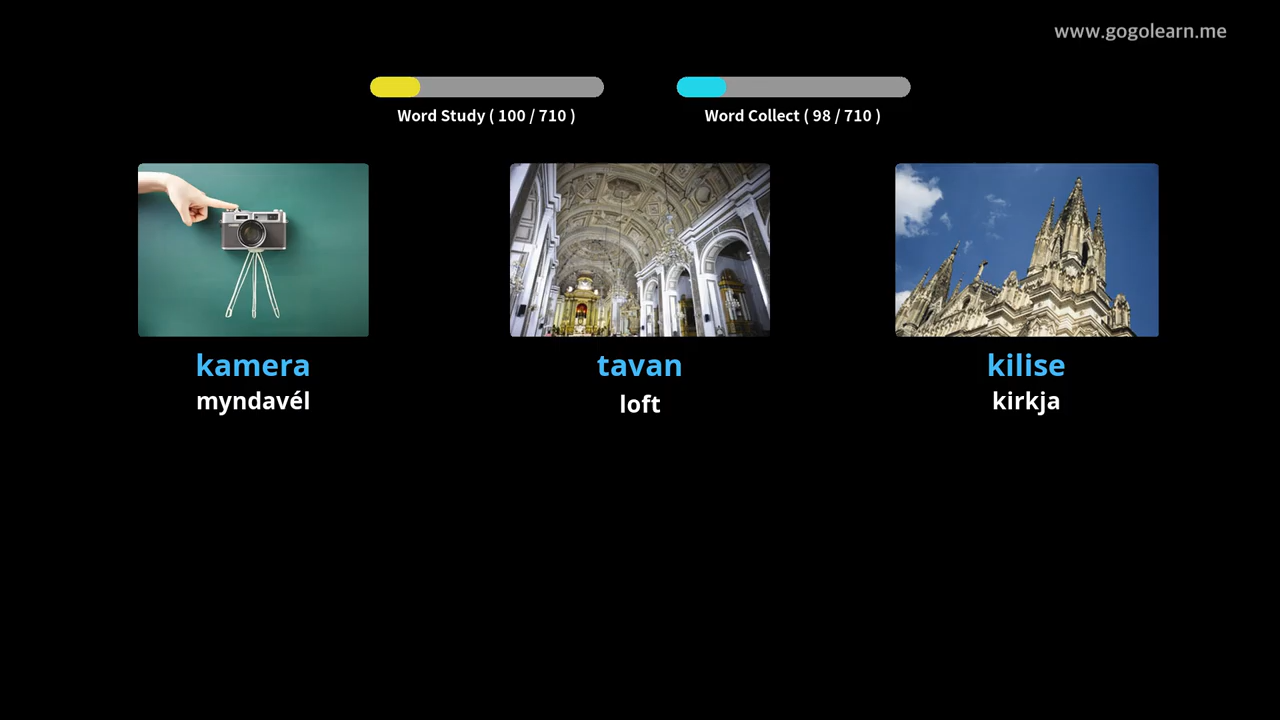 www.gogolearn.me
Word Study ( 100 / 710 )
Word Collect ( 98 / 710 )
kamera
myndavél
tavan
loft
kilise
kirkja